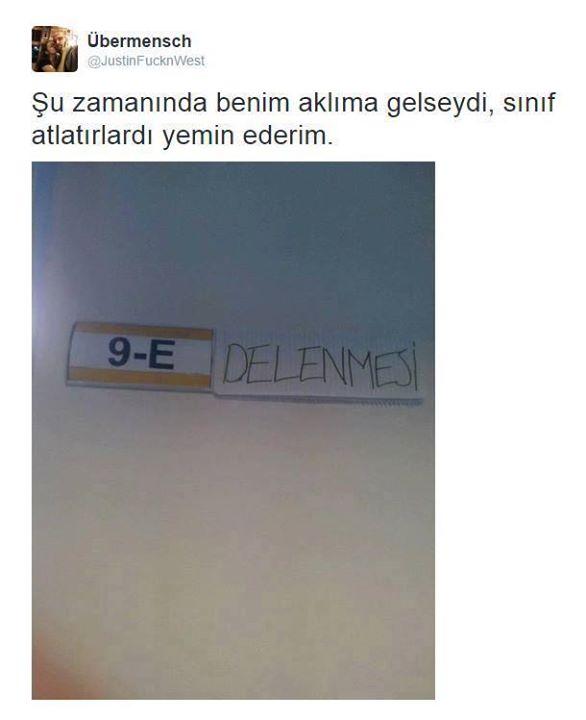 Übermensch
@JustinFucknWest
Şu zamanında benim aklıma gelseydi, sınıf
atlatırlardı yemin ederim.
9-E DELENMESİ